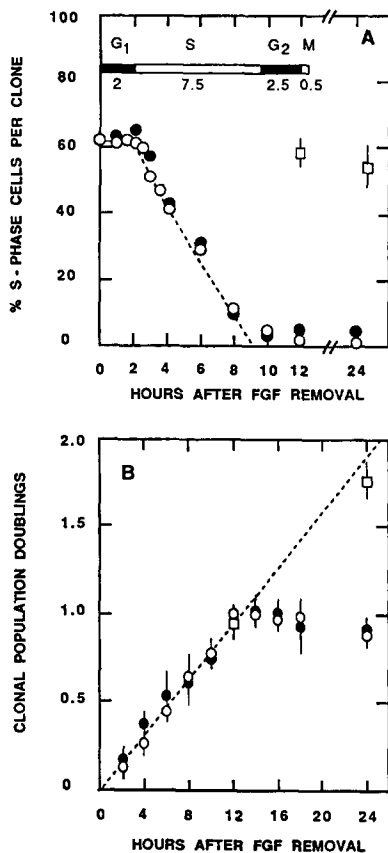 100
80
60
40
20
0
% S - PHASE CELLS PER CLONE
G1 S G2 M A
2 7.5 2.5 0.5
0 2 4 6 8 10 12 24
HOURS AFTER FGF REMOVAL
2.0
1.5
1.0
0.5
0
CLONAL POPULATION DOUBLINGS
B
0 4 8 12 16 20 24
HOURS AFTER FGF REMOVAL